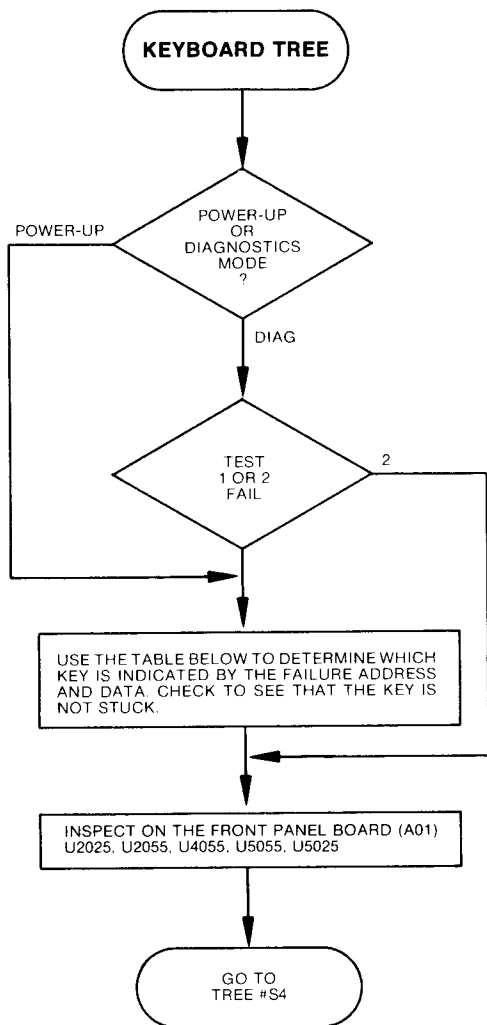 KEYBOARD TREE
POWER-UP
OR
DIAGNOSTICS
MODE
?
POWER-UP
DIAG
TEST
1 OR 2
FAIL
2
USE THE TABLE BELOW TO DETERMINE WHICH
KEY IS INDICATED BY THE FAILURE ADDRESS
AND DATA. CHECK TO SEE THAT THE KEY IS
NOT STUCK.
INSPECT ON THE FRONT PANEL BOARD (A01)
U2025, U2055, U4055, U5055, U5025
GO TO
TREE #S4